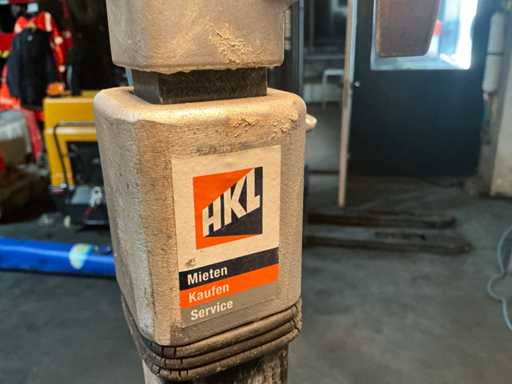 HKL
Mieten
Kaufen
Service